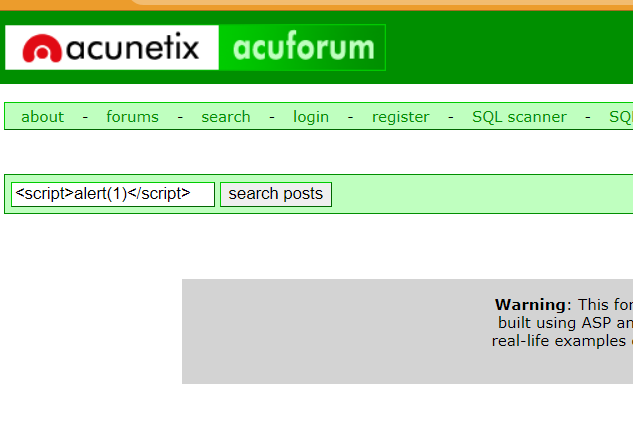 acunetix acuforum
about - forums - search - login - register - SQL scanner - SQ
<script>alert(1)</script> search posts
Warning: This for
built using ASP an
real-life examples